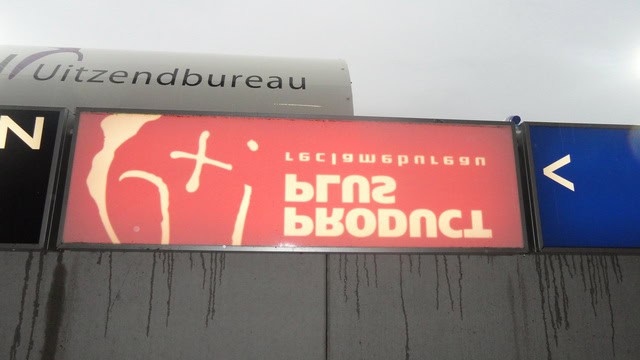 Uitzendbureau
N
reclamebureau
PLUS
PRODUCT
<